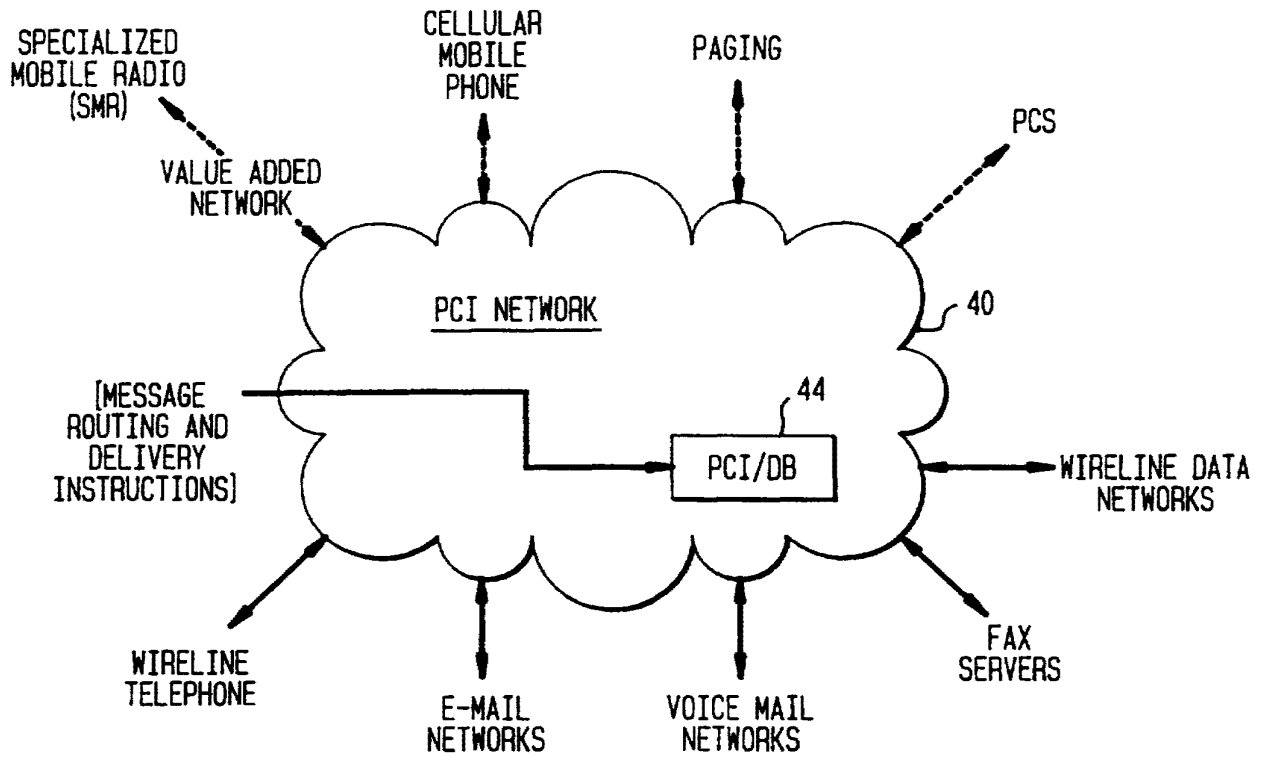 SPECIALIZED
MOBILE RADIO
(SMR)
CELLULAR
MOBILE
PHONE
PAGING
PCS
VALUE ADDED
NETWORK
PCI NETWORK
40
[MESSAGE
ROUTING AND
DELIVERY
INSTRUCTIONS]
44
PCI/DB
WIRELINE DATA
NETWORKS
WIRELINE
TELEPHONE
E-MAIL
NETWORKS
VOICE MAIL
NETWORKS
FAX
SERVERS